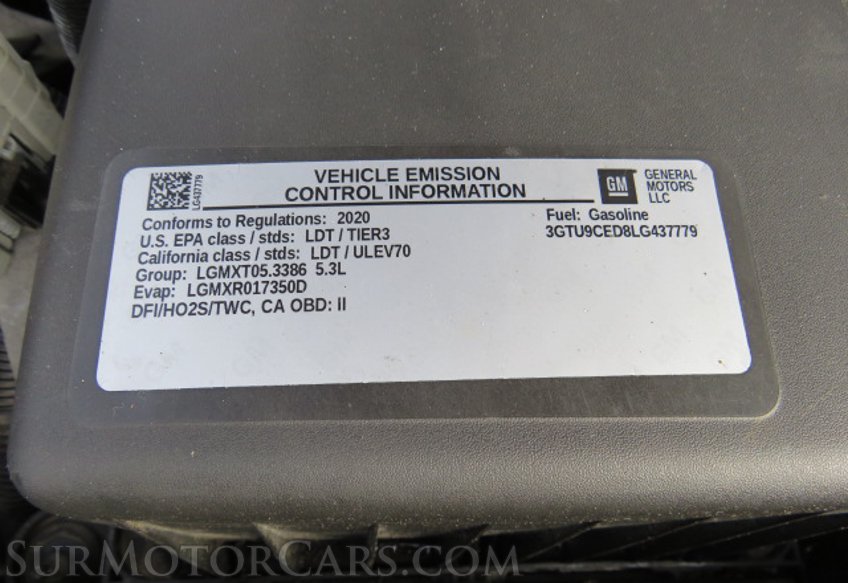 LG437779
VEHICLE EMISSION
CONTROL INFORMATION
GM
GENERAL
MOTORS
LLC
Conforms to Regulations: 2020
U.S. EPA class / stds: LDT / TIER3
California class / stds: LDT / ULEV70
Group: LGMXT05.3386 5.3L
Evap: LGMXR017350D
DFI/HO2S/TWC, CA OBD: II
Fuel: Gasoline
3GTU9CED8LG437779
SurMotorCars.com